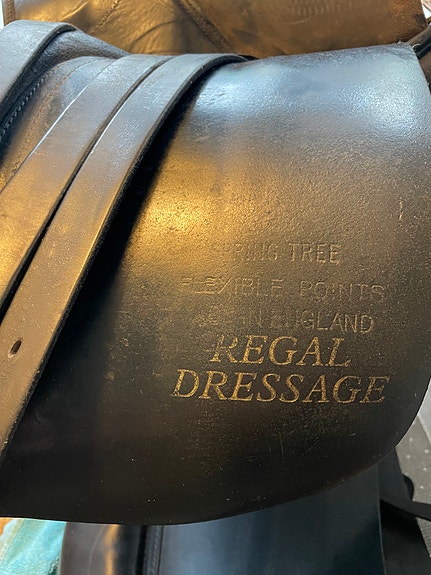 SPRING TREE
FLEXIBLE POINTS
IN ENGLAND
REGAL
DRESSAGE